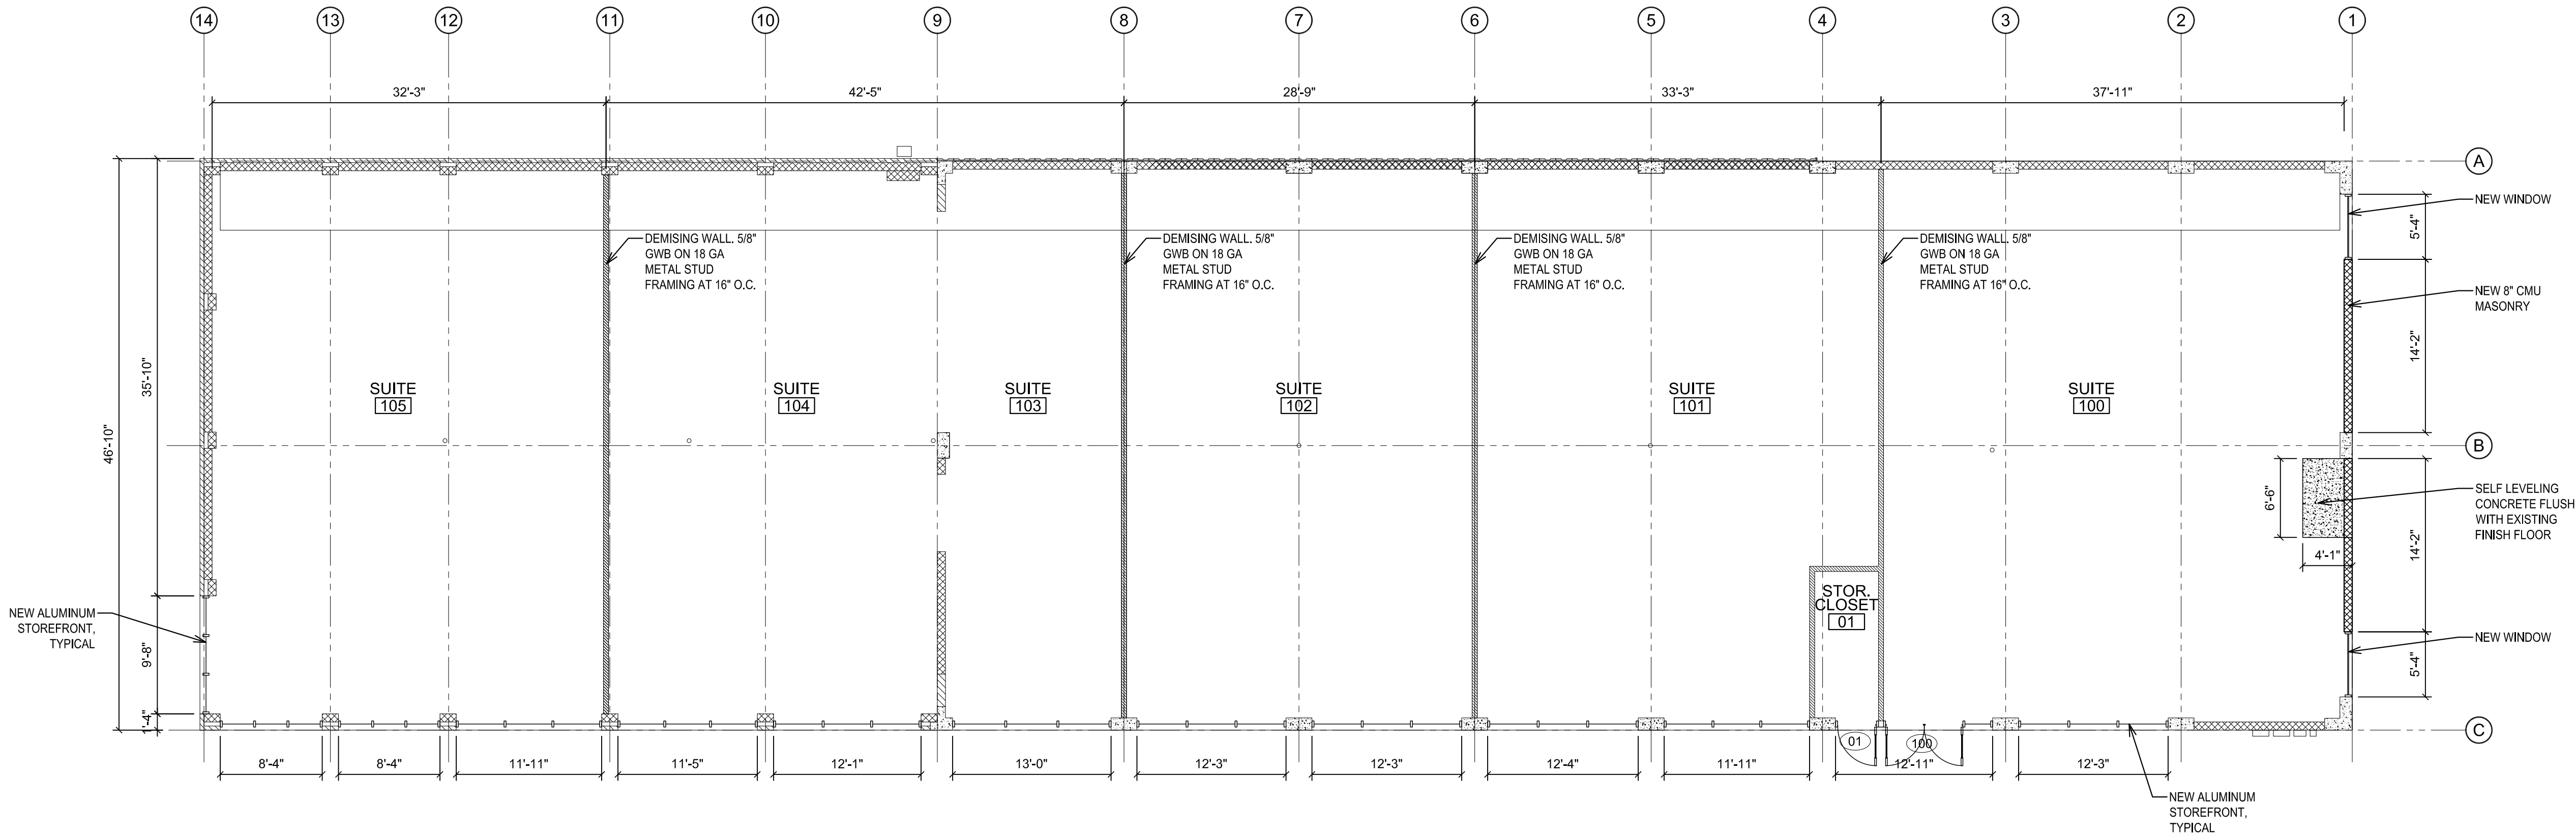 14
13
12
11
10
9
8
7
6
5
4
3
2
1
32'-3"
42'-5"
28'-9"
33'-3"
37'-11"
A
B
C
DEMISING WALL. 5/8"
GWB ON 18 GA
METAL STUD
FRAMING AT 16" O.C.
DEMISING WALL. 5/8"
GWB ON 18 GA
METAL STUD
FRAMING AT 16" O.C.
DEMISING WALL. 5/8"
GWB ON 18 GA
METAL STUD
FRAMING AT 16" O.C.
DEMISING WALL. 5/8"
GWB ON 18 GA
METAL STUD
FRAMING AT 16" O.C.
NEW WINDOW
5'-4"
NEW 8" CMU
MASONRY
14'-2"
46'-10"
35'-10"
SUITE
105
SUITE
104
SUITE
103
SUITE
102
SUITE
101
SUITE
100
6'-6"
4'-1"
SELF LEVELING
CONCRETE FLUSH
WITH EXISTING
FINISH FLOOR
14'-2"
STOR.
CLOSET
01
NEW ALUMINUM
STOREFRONT,
TYPICAL
9'-8"
1'-4"
NEW WINDOW
5'-4"
01
100
8'-4"
8'-4"
11'-11"
11'-5"
12'-1"
13'-0"
12'-3"
12'-3"
12'-4"
11'-11"
12'-11"
12'-3"
NEW ALUMINUM
STOREFRONT,
TYPICAL